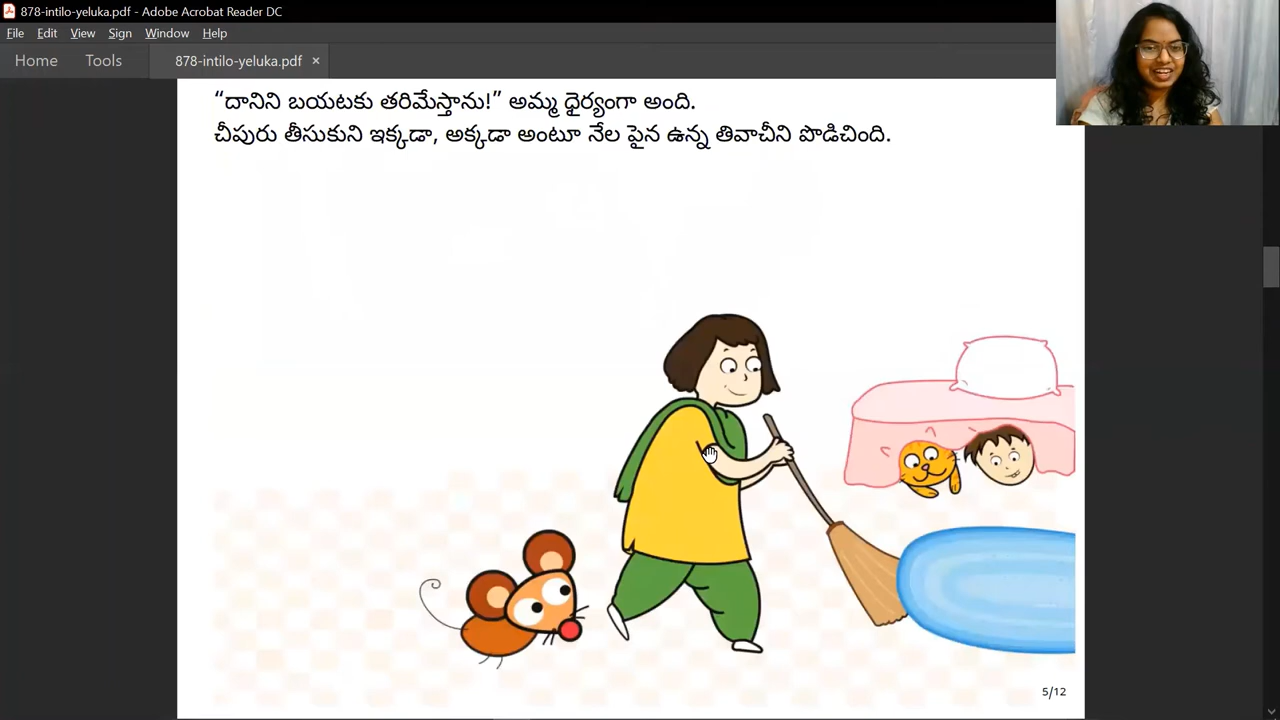 878-intilo-yeluka.pdf - Adobe Acrobat Reader DC
File Edit View Sign Window Help
Home Tools 878-intilo-yeluka.pdf ×
“దానిని బయటకు తరిమేస్తాను!” అమ్మ ధైర్యంగా అంది.
చీపురు తీసుకుని ఇక్కడా, అక్కడా అంటూ నేల పైన ఉన్న తివాచీని పొడిచింది.
5/12